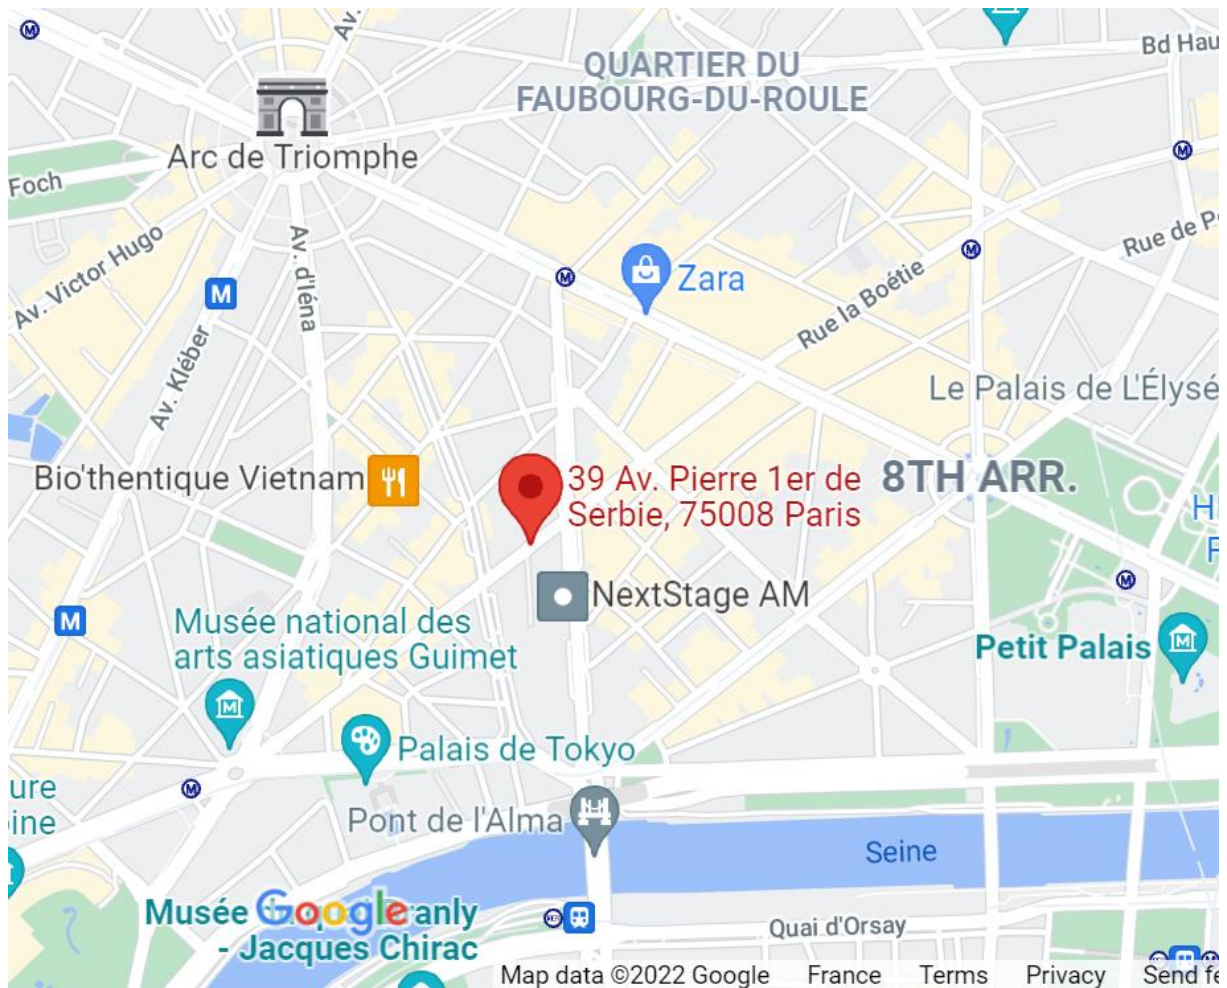 Av.
Bd Hau
QUARTIER DU
FAUBOURG-DU-ROULE
Arc de Triomphe
Foch
Av. Victor Hugo
Av. d'Iéna
Av. Kléber
Zara
Rue la Boétie
Rue de P
Le Palais de L'Élysé
Bio'thentique Vietnam
39 Av. Pierre 1er de
Serbie, 75008 Paris
8TH ARR.
H
F
NextStage AM
Musée national des
arts asiatiques Guimet
Petit Palais
Palais de Tokyo
ure
ine
Pont de l'Alma
Seine
Musée
anly
- Jacques Chirac
Google
Quai d'Orsay
Map data ©2022 Google France Terms Privacy Send fe